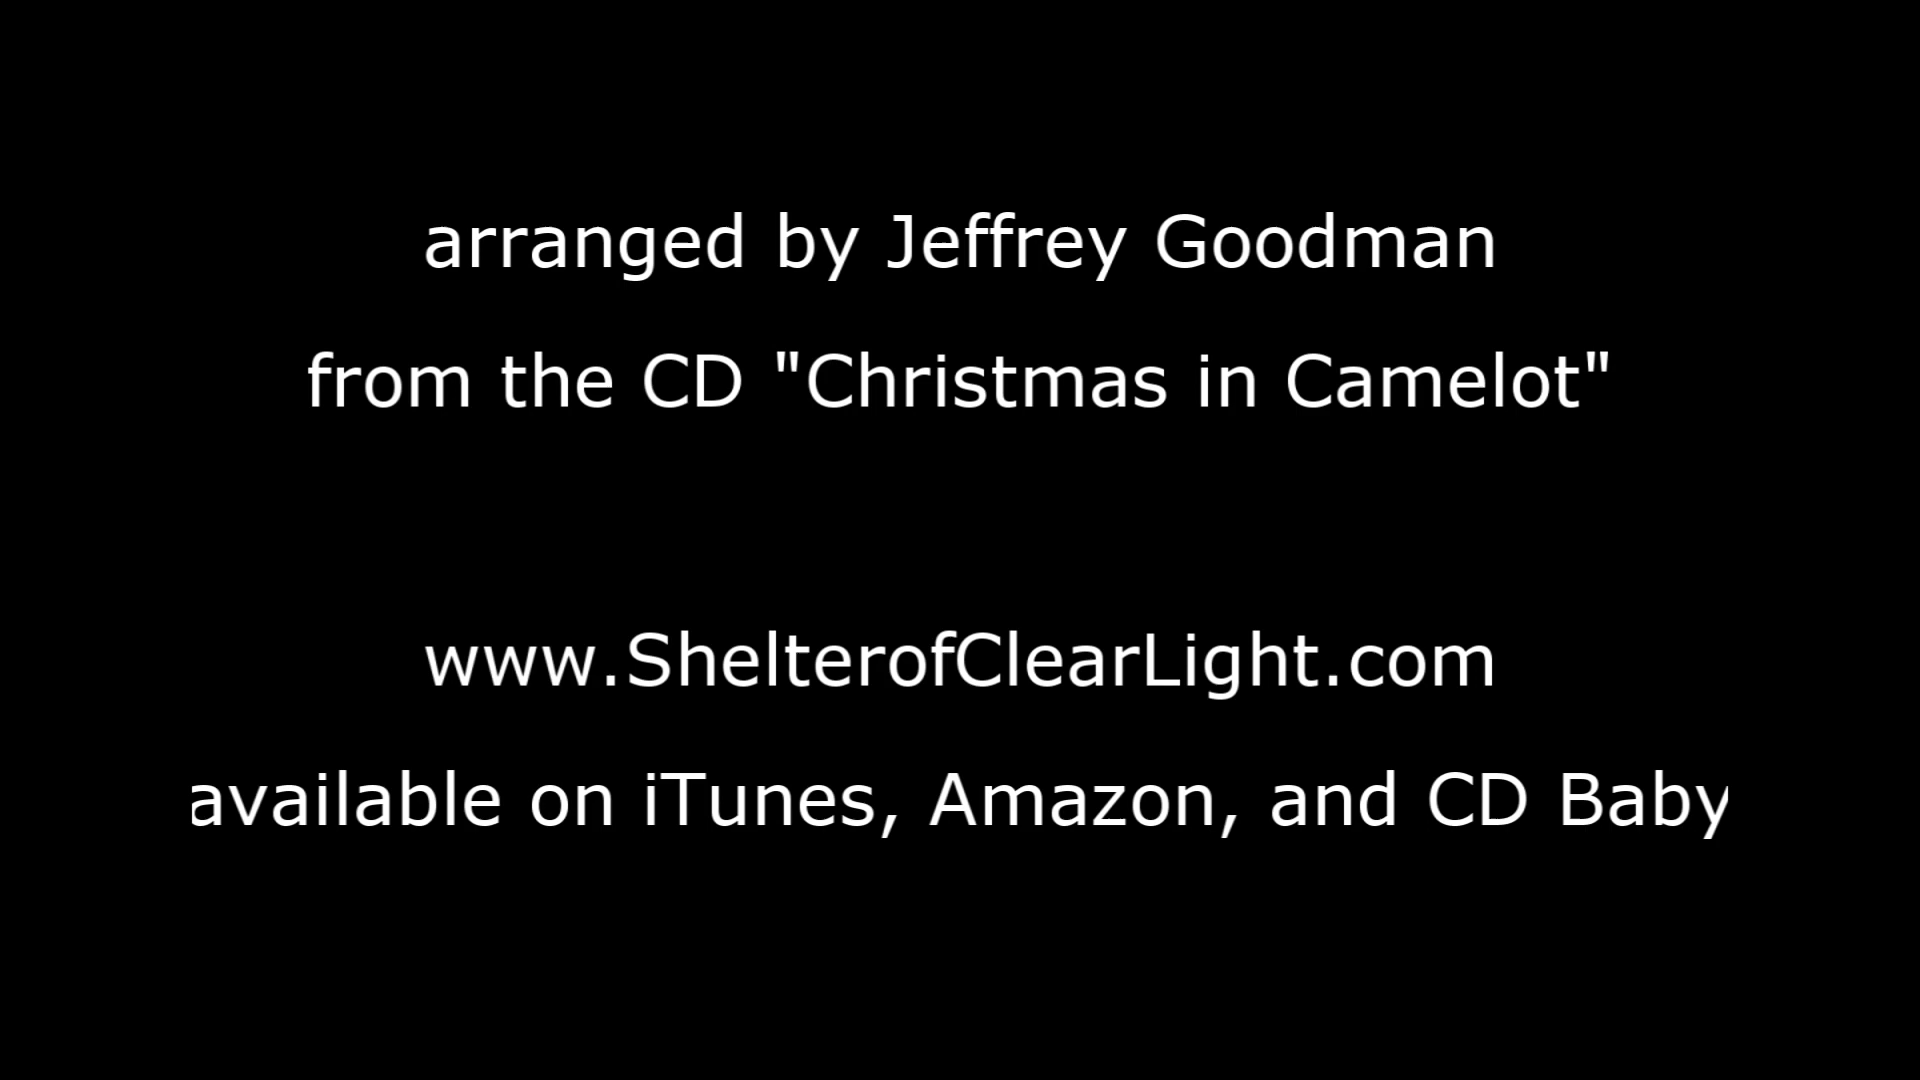 arranged by Jeffrey Goodman
from the CD "Christmas in Camelot"
www.ShelterofClearLight.com
available on iTunes, Amazon, and CD Baby